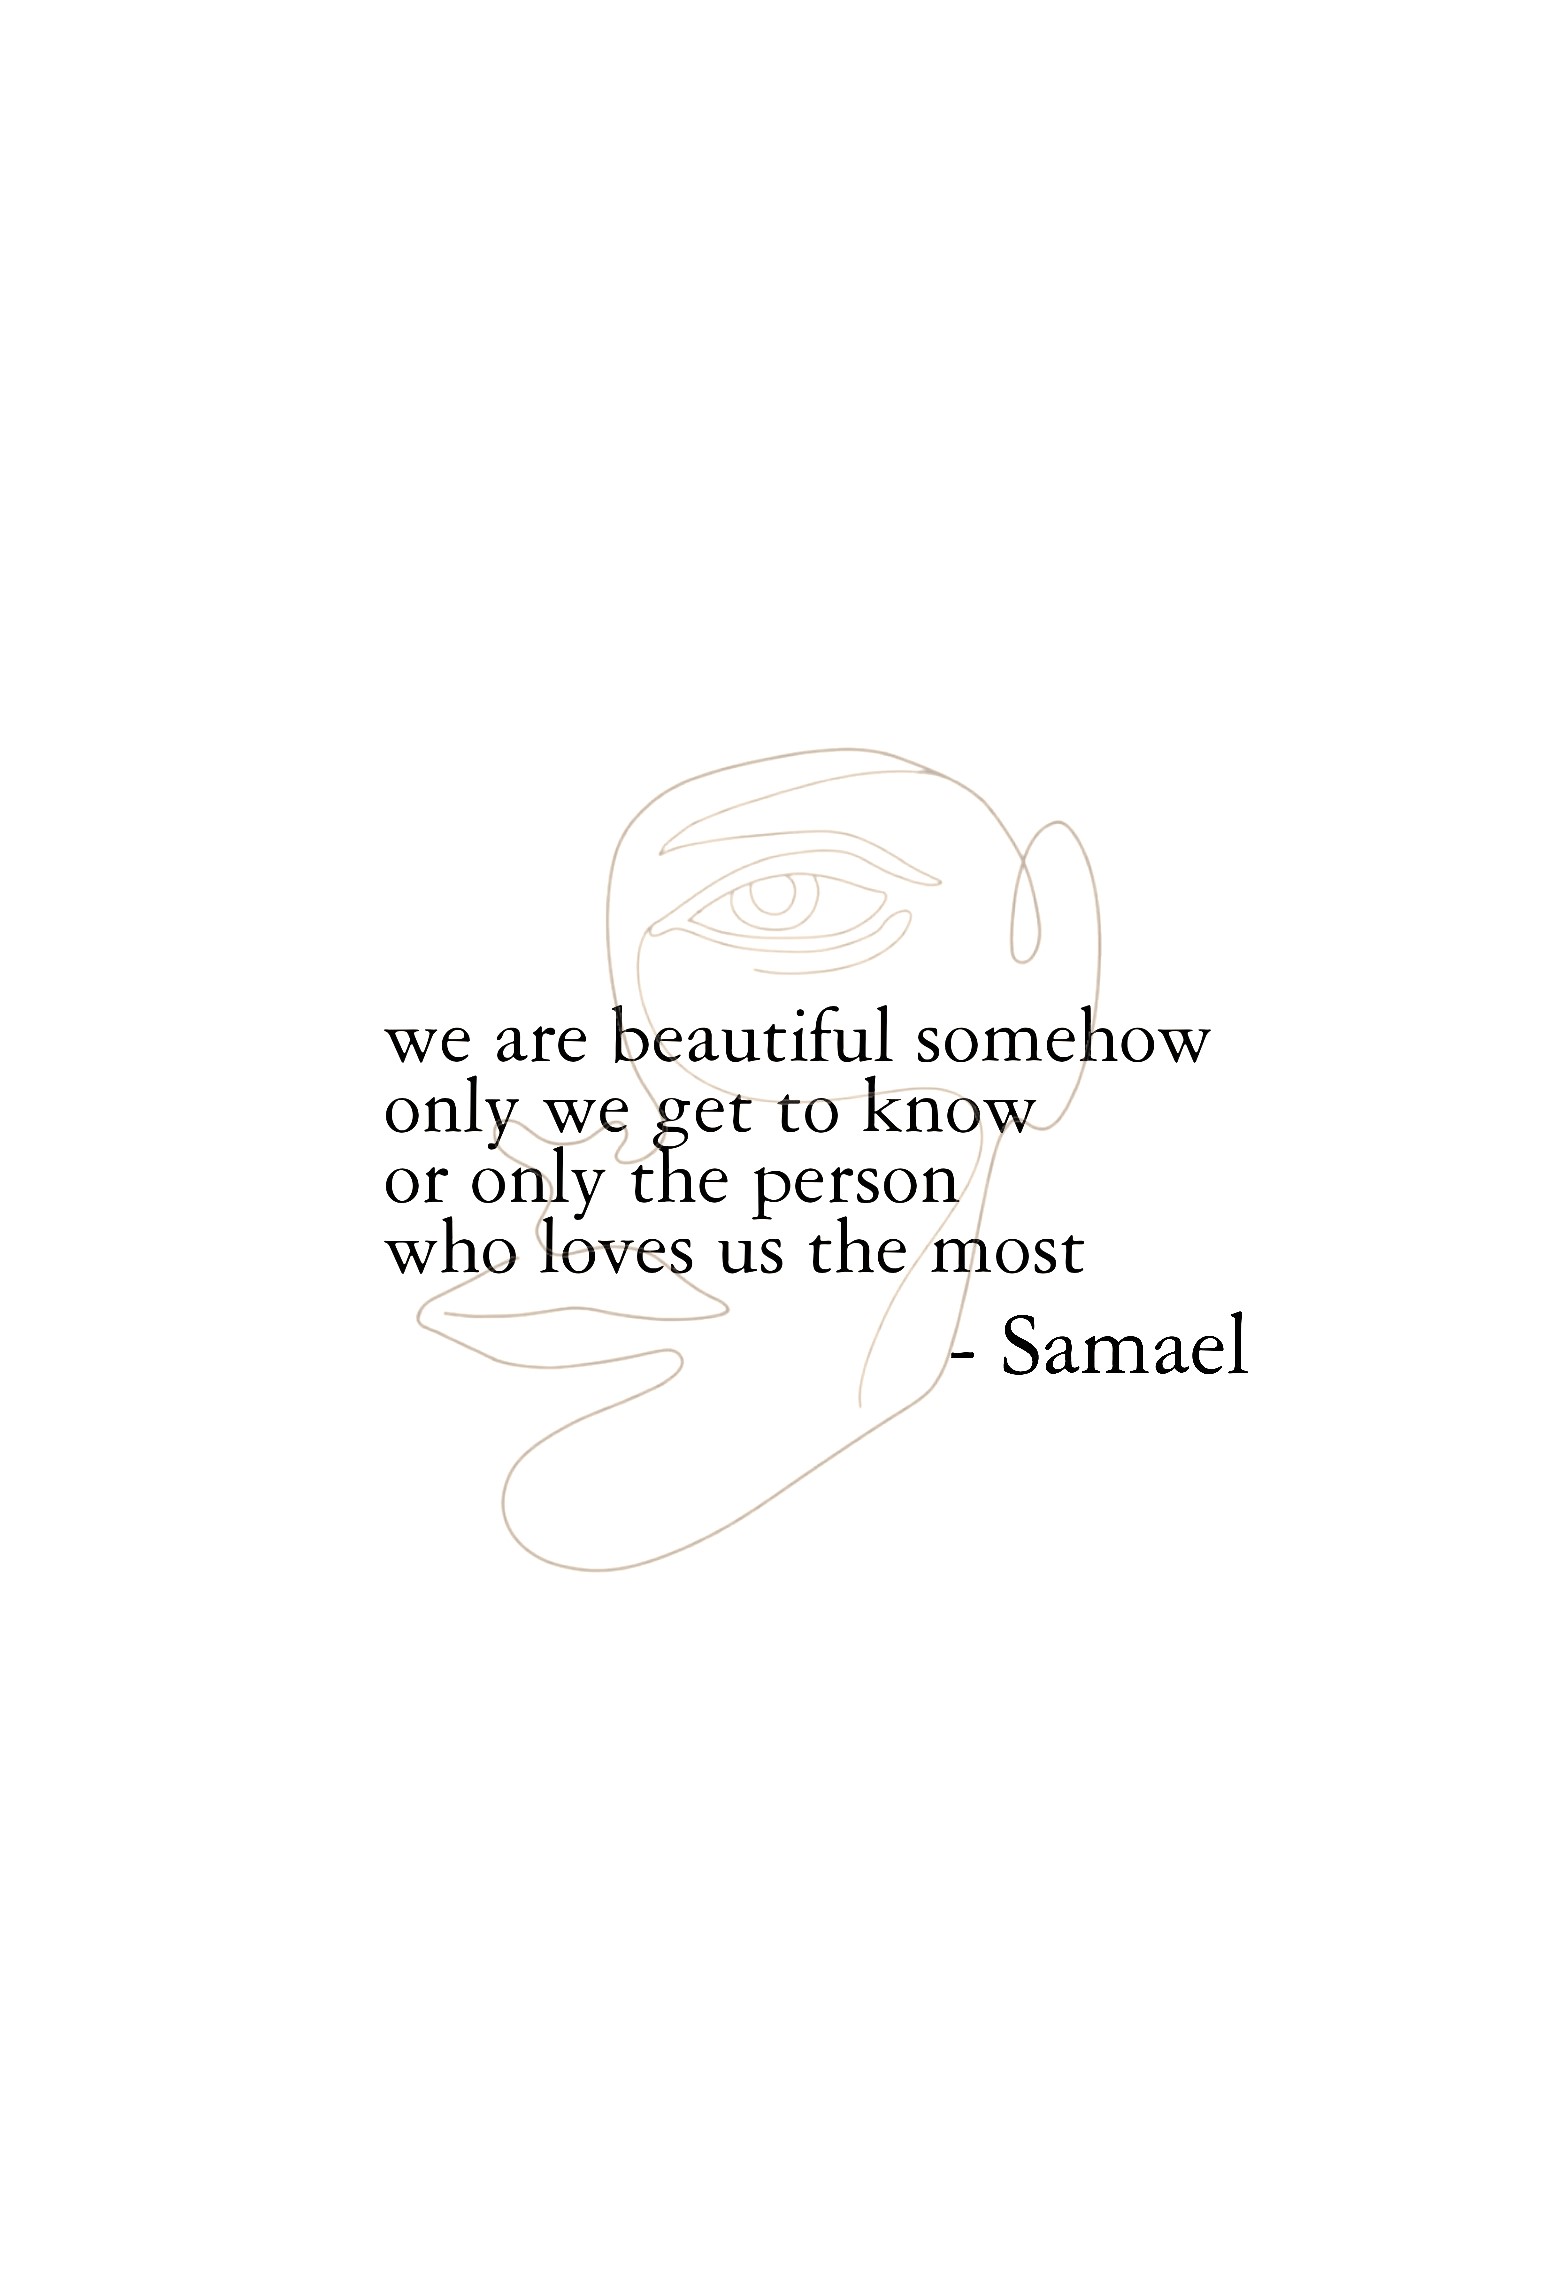 we are beautiful somehow
only we get to know
or only the person
who loves us the most
- Samael